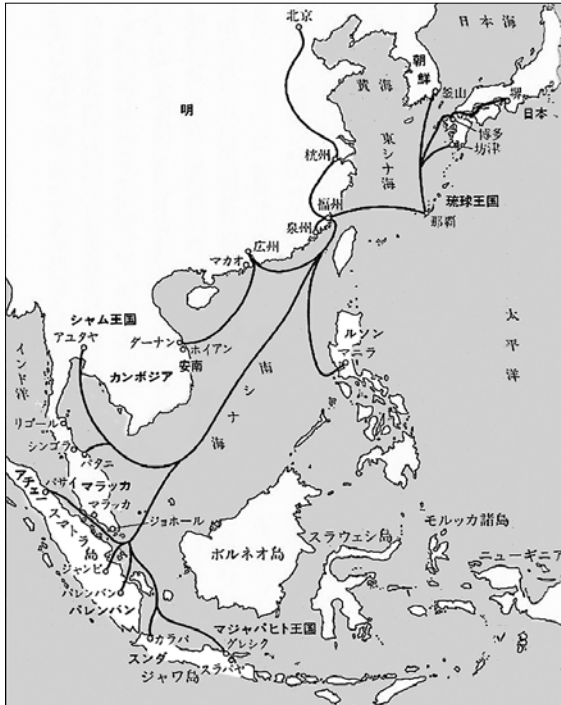 北京
日本海
朝鮮
黄海
釜山
堺
明
日本
博多
坊津
東シナ海
杭州
福州
琉球王国
泉州
那覇
広州
マカオ
太平洋
シャム王国
アユタヤ
ダーナン
ホイアン
安南
カンボジア
ルソン
マニラ
インド洋
南シナ海
リゴール
シンゴラ
パタニ
アチェー
パサイ
マラッカ
マラッカ
スマトラ島
ジョホール
ボルネオ島
スラウェシ島
モルッカ諸島
ニューギニア
ジャンビ
パレンバン
パレンバン
マジャパヒト王国
カラパ
グレシク
スンダ
スラバヤ
ジャワ島